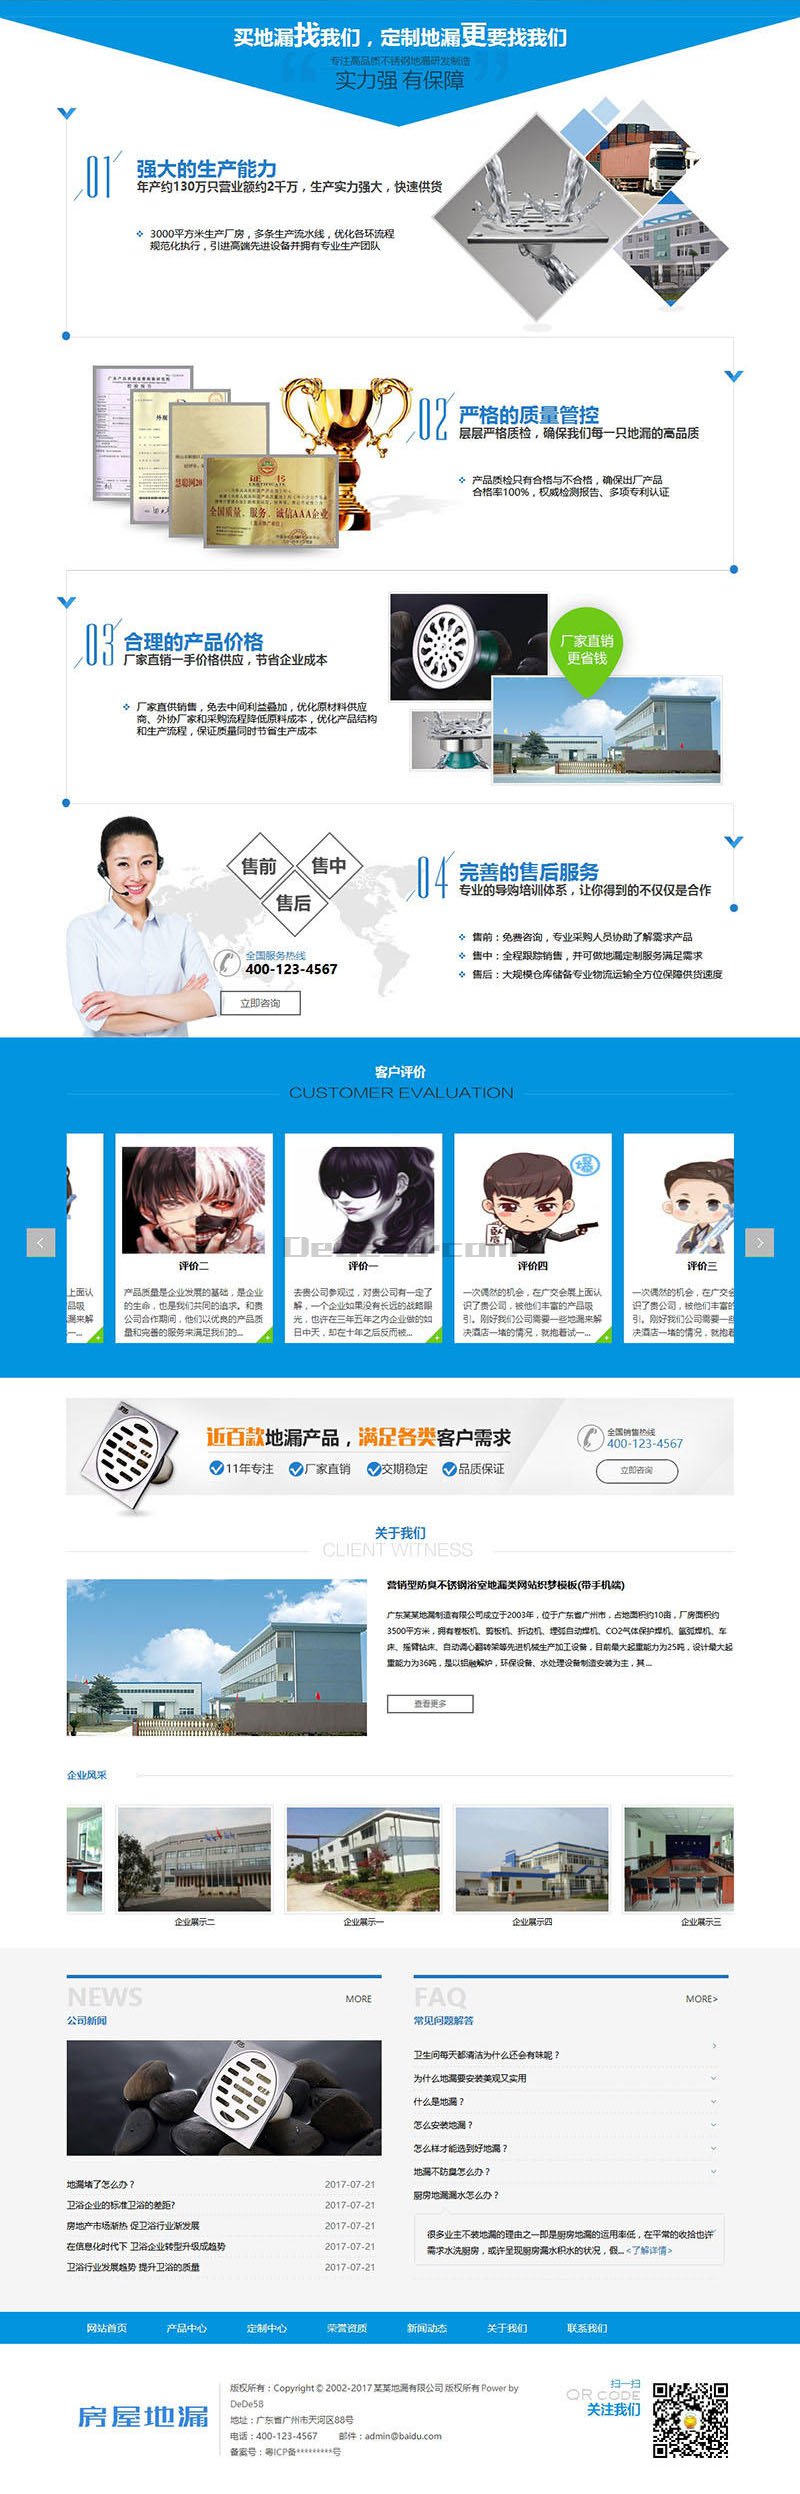 买地漏找我们，定制地漏更要找我们
专注高品质不锈钢地漏研发制造
实力强 有保障
01
强大的生产能力
年产约130万只营业额约2千万，生产实力强大，快速供货
3000平方米生产厂房，多条生产流水线，优化各环流程
规范化执行，引进高端先进设备并拥有专业生产团队
证书
CERTIFICATE
全国质量、服务、诚信AAA企业
02
严格的质量管控
层层严格质检，确保我们每一只地漏的高品质
产品质检只有合格与不合格，确保出厂产品
合格率100%，权威检测报告、多项专利认证
03
合理的产品价格
厂家直销一手价格供应，节省企业成本
厂家直供销售，免去中间利益叠加，优化原材料供应
商、外协厂家和采购流程降低原料成本，优化产品结构
和生产流程，保证质量同时节省生产成本
厂家直销
更省钱
售前
售中
售后
全国服务热线
400-123-4567
立即咨询
04
完善的售后服务
专业的导购培训体系，让你得到的不仅仅是合作
售前：免费咨询，专业采购人员协助了解需求产品
售中：全程跟踪销售，并可做地漏定制服务满足需求
售后：大规模仓库储备专业物流运输全方位保障供货速度
客户评价
CUSTOMER EVALUATION
上面认
品吸
漏来解
一...
评价二
产品质量是企业发展的基础，是企业
的生命，也是我们共同的追求。和贵
公司合作期间，他们以优良的产品质
量和完善的服务来满足我们的...
评价一
去贵公司参观过，对贵公司有一定了
解，一个企业如果没有长远的战略眼
光，也许在三年五年之内企业做的如
日中天，却在十年之后反而被...
评价四
一次偶然的机会，在广交会展上面认
识了贵公司，被他们丰富的产品吸
引。刚好我们公司需要一些地漏来解
决酒店一堵的情况，就抱着试一...
评价三
一次偶然的机会，在广交会
识了贵公司，被他们丰富的
引。刚好我们公司需要一些
决酒店一堵的情况，就抱着
近百款地漏产品，满足各类客户需求
11年专注 厂家直销 交期稳定 品质保证
全国销售热线
400-123-4567
立即咨询
关于我们
CLIENT WITNESS
营销型防臭不锈钢浴室地漏类网站织梦模板(带手机端)
广东某某地漏制造有限公司成立于2003年，位于广东省广州市，占地面积约10亩，厂房面积约
3500平方米，拥有卷板机、剪板机、折边机、埋弧自动焊机、CO2气体保护焊机、氩弧焊机、车
床、摇臂钻床、自动调心翻转架等先进机械生产加工设备，目前最大起重能力为25吨，设计最大起
重能力为36吨，是以铝融解炉，环保设备、水处理设备制造安装为主，其...
查看更多
企业风采
企业展示二
企业展示一
企业展示四
企业展示三
NEWS
MORE
公司新闻
地漏堵了怎么办？ 2017-07-21
卫浴企业的标准卫浴的差距? 2017-07-21
房地产市场渐热 促卫浴行业渐发展 2017-07-21
在信息化时代下 卫浴企业转型升级成趋势 2017-07-21
卫浴行业发展趋势 提升卫浴的质量 2017-07-21
FAQ
MORE>
常见问题解答
卫生间每天都清洁为什么还会有味呢？
为什么地漏要安装美观又实用
什么是地漏？
怎么安装地漏？
怎么样才能选到好地漏？
地漏不防臭怎么办？
厨房地漏漏水怎么办？
很多业主不装地漏的理由之一即是厨房地漏的运用率低，在平常的收拾也许
需求水洗厨房，或许呈现厨房漏水积水的状况，假... <了解详情>
网站首页 产品中心 定制中心 荣誉资质 新闻动态 关于我们 联系我们
房屋地漏
版权所有：Copyright © 2002-2017 某某地漏有限公司 版权所有 Power by
DeDe58
地址：广东省广州市天河区88号
电话：400-123-4567 邮件：admin@baidu.com
备案号：粤ICP备*********号
扫一扫
QR CODE
关注我们